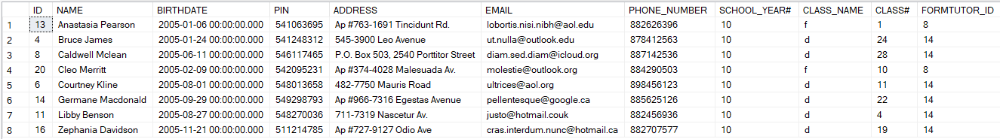 ID NAME BIRTHDATE PIN ADDRESS EMAIL PHONE_NUMBER SCHOOL_YEAR# CLASS_NAME CLASS# FORMTUTOR_ID
1 13 Anastasia Pearson 2005-01-06 00:00:00.000 541063695 Ap #763-1691 Tincidunt Rd. lobortis.nisi.nibh@aol.edu 882626396 10 f 1 8
2 4 Bruce James 2005-01-24 00:00:00.000 541248312 545-3900 Leo Avenue ut.nulla@outlook.edu 878412563 10 d 24 14
3 8 Caldwell Mclean 2005-06-11 00:00:00.000 546117465 P.O. Box 503, 2540 Porttitor Street diam.sed.diam@icloud.org 887142536 10 d 28 14
4 20 Cleo Merritt 2005-02-09 00:00:00.000 542095231 Ap #374-4028 Malesuada Av. molestie@outlook.org 884290503 10 f 10 8
5 6 Courtney Kline 2005-08-01 00:00:00.000 548013658 482-7750 Mauris Road ultrices@aol.org 898456123 10 d 11 14
6 14 Germane Macdonald 2005-09-29 00:00:00.000 549298793 Ap #966-7316 Egestas Avenue pellentesque@google.ca 885625126 10 d 22 14
7 11 Libby Benson 2005-08-27 00:00:00.000 548270036 711-7319 Nascetur Av. justo@hotmail.couk 882456936 10 d 4 14
8 16 Zephania Davidson 2005-11-21 00:00:00.000 511214785 Ap #727-9127 Odio Ave cras.interdum.nunc@hotmail.ca 882707577 10 d 19 14